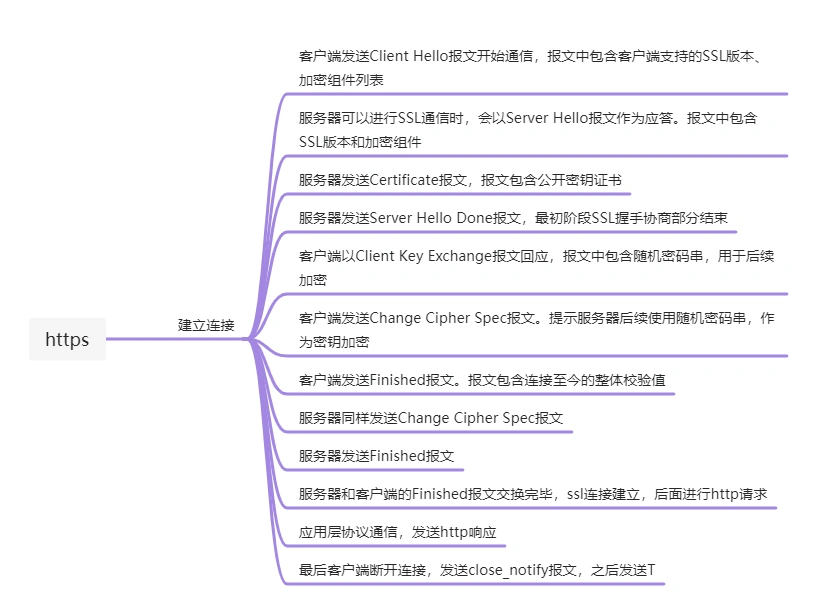 客户端发送Client Hello报文开始通信，报文中包含客户端支持的SSL版本、
加密组件列表
服务器可以进行SSL通信时，会以Server Hello报文作为应答。报文中包含
SSL版本和加密组件
服务器发送Certificate报文，报文包含公开密钥证书
服务器发送Server Hello Done报文，最初阶段SSL握手协商部分结束
客户端以Client Key Exchange报文回应，报文中包含随机密码串，用于后续
加密
客户端发送Change Cipher Spec报文。提示服务器后续使用随机密码串，作
为密钥加密
https
建立连接
客户端发送Finished报文。报文包含连接至今的整体校验值
服务器同样发送Change Cipher Spec报文
服务器发送Finished报文
服务器和客户端的Finished报文交换完毕，ssl连接建立，后面进行http请求
应用层协议通信，发送http响应
最后客户端断开连接，发送close_notify报文，之后发送T